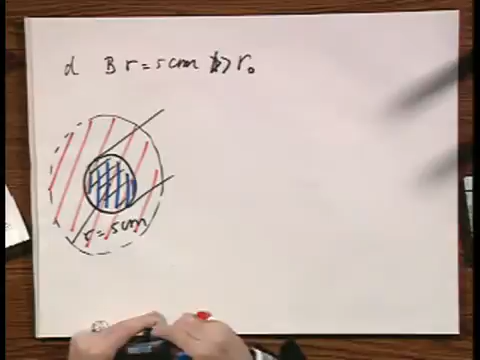 d B r = 5cm > r₀
r = 5cm